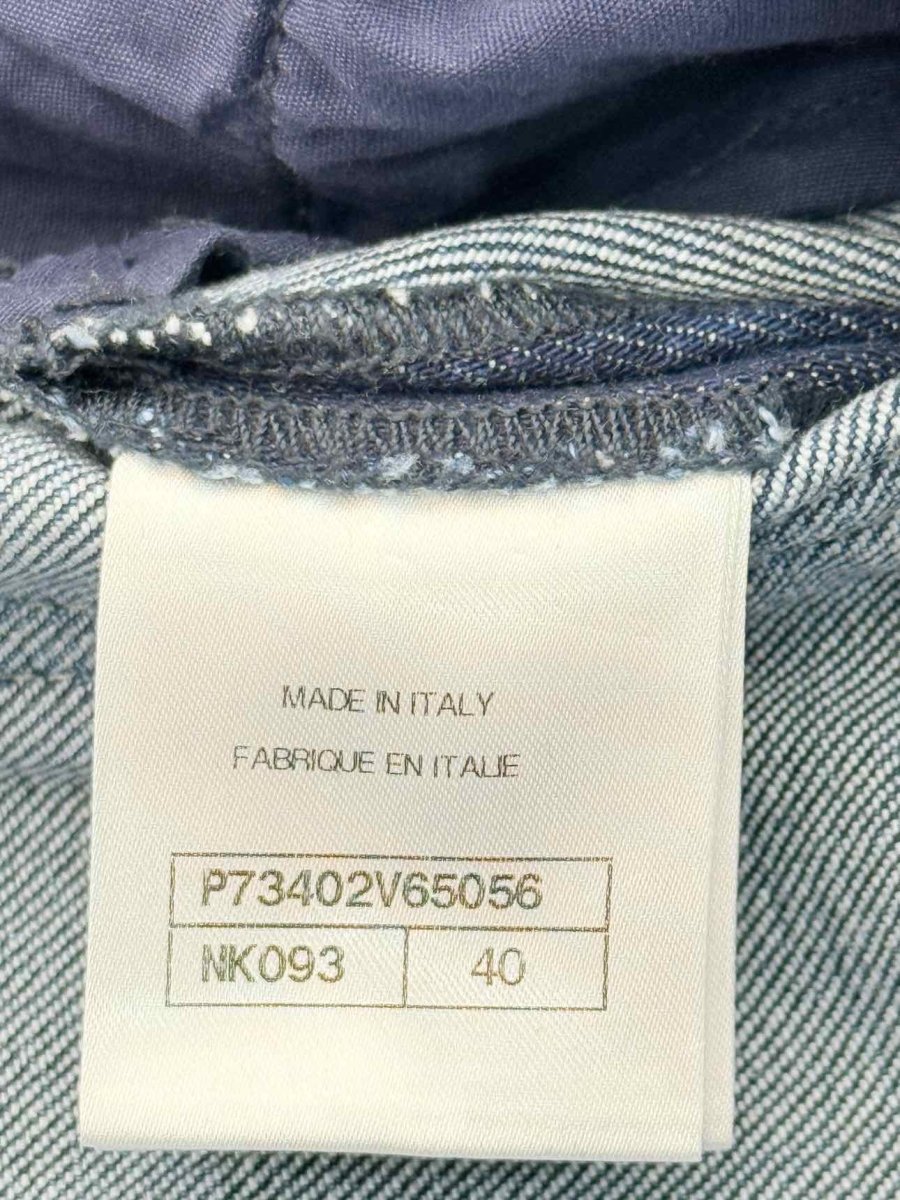 MADE IN ITALY
FABRIQUE EN ITALIE
P73402V65056
NK093 40